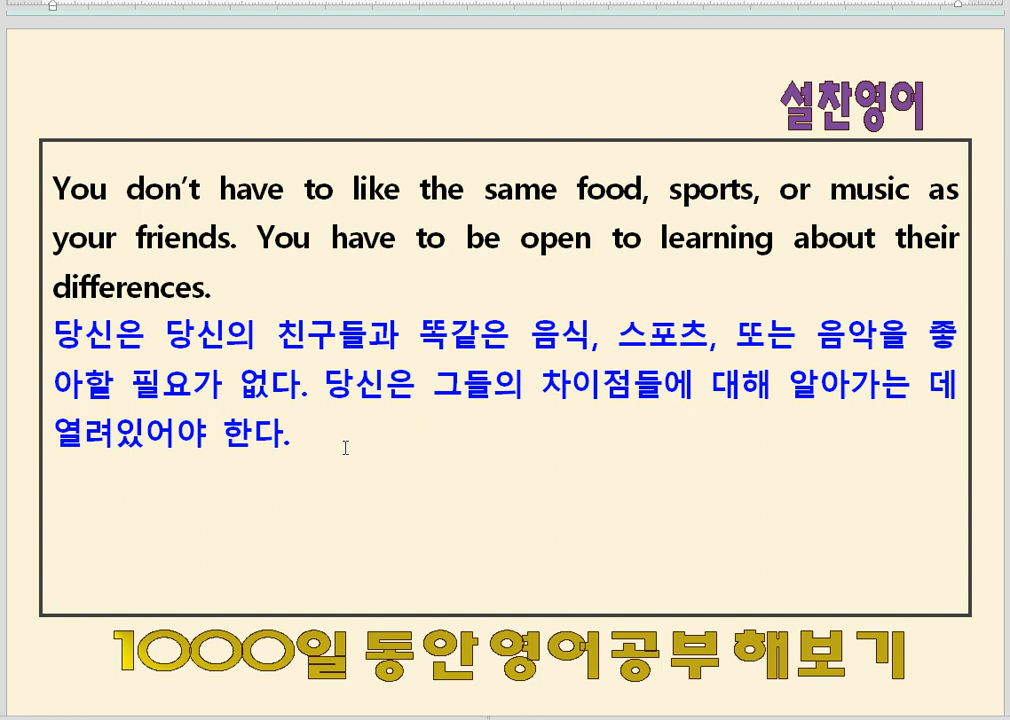 설찬영어
You don't have to like the same food, sports, or music as
your friends. You have to be open to learning about their
differences.
당신은 당신의 친구들과 똑같은 음식, 스포츠, 또는 음악을 좋
아할 필요가 없다. 당신은 그들의 차이점들에 대해 알아가는 데
열려있어야 한다.
1000일 동안 영어공부 해보기